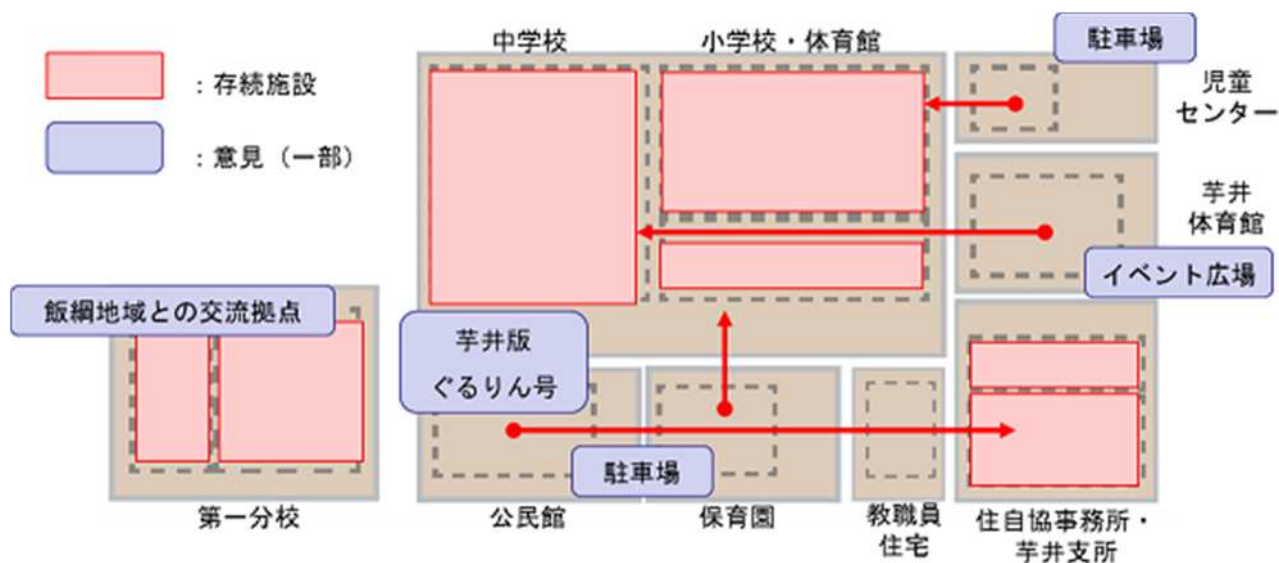 ：存続施設
：意見（一部）
中学校
小学校・体育館
駐車場
児童
センター
芋井
体育館
イベント広場
飯綱地域との交流拠点
芋井版
ぐるりん号
駐車場
第一分校
公民館
保育園
教職員
住宅
住自協事務所・
芋井支所